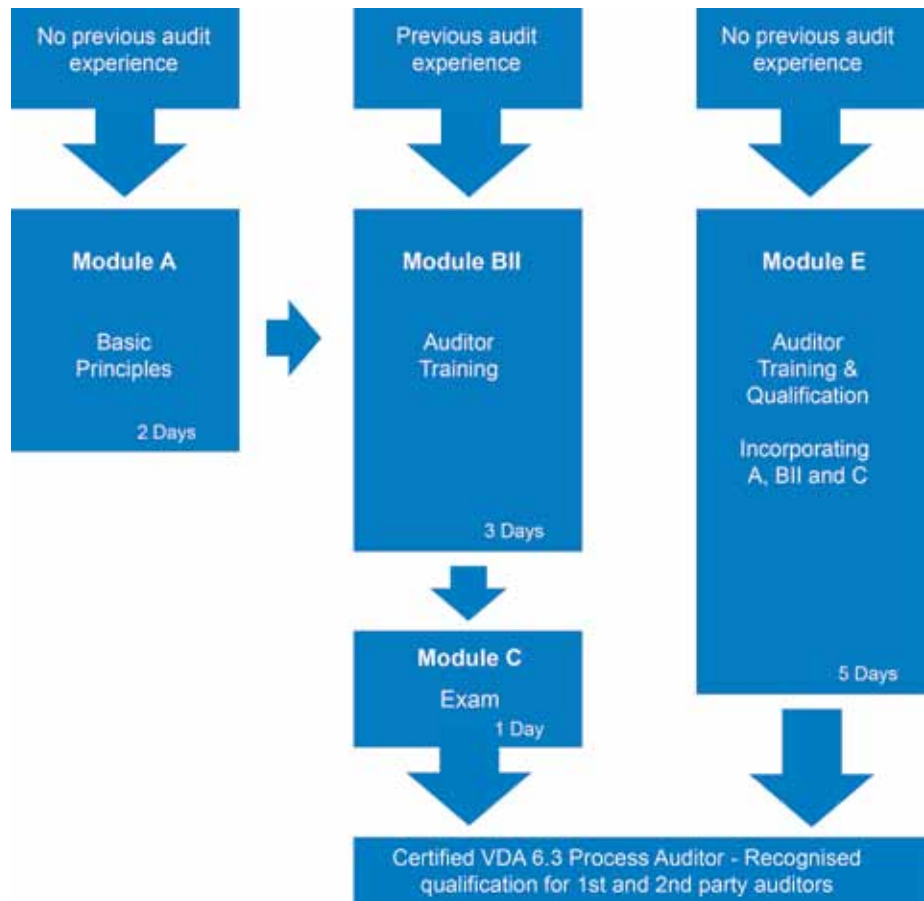 No previous audit
experience
Previous audit
experience
No previous audit
experience
Module A
Basic
Principles
2 Days
Module BII
Auditor
Training
3 Days
Module C
Exam
1 Day
Module E
Auditor
Training &
Qualification
Incorporating
A, BII and C
5 Days
Certified VDA 6.3 Process Auditor - Recognised
qualification for 1st and 2nd party auditors